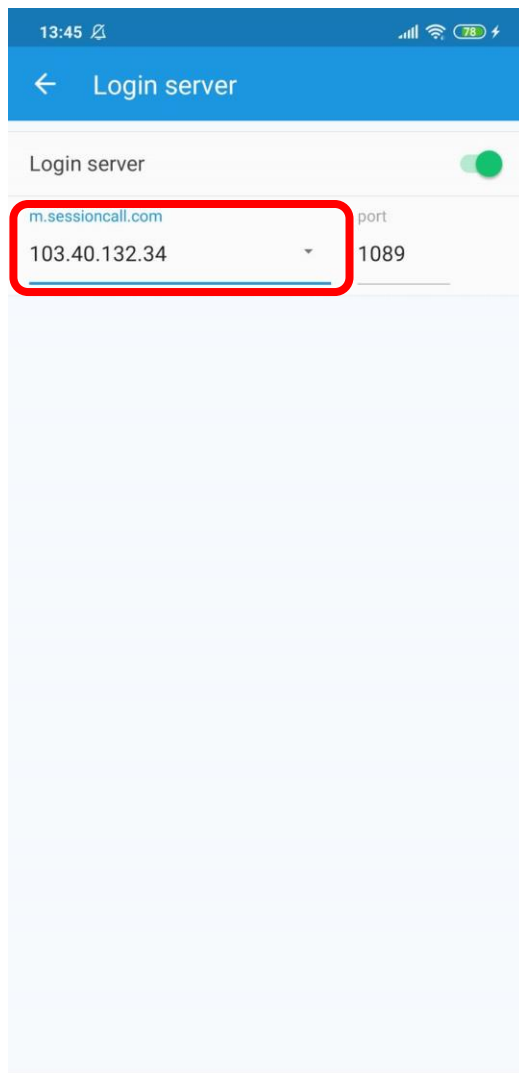 13:45 78
Login server
Login server
m.sessioncall.com port
103.40.132.34 1089